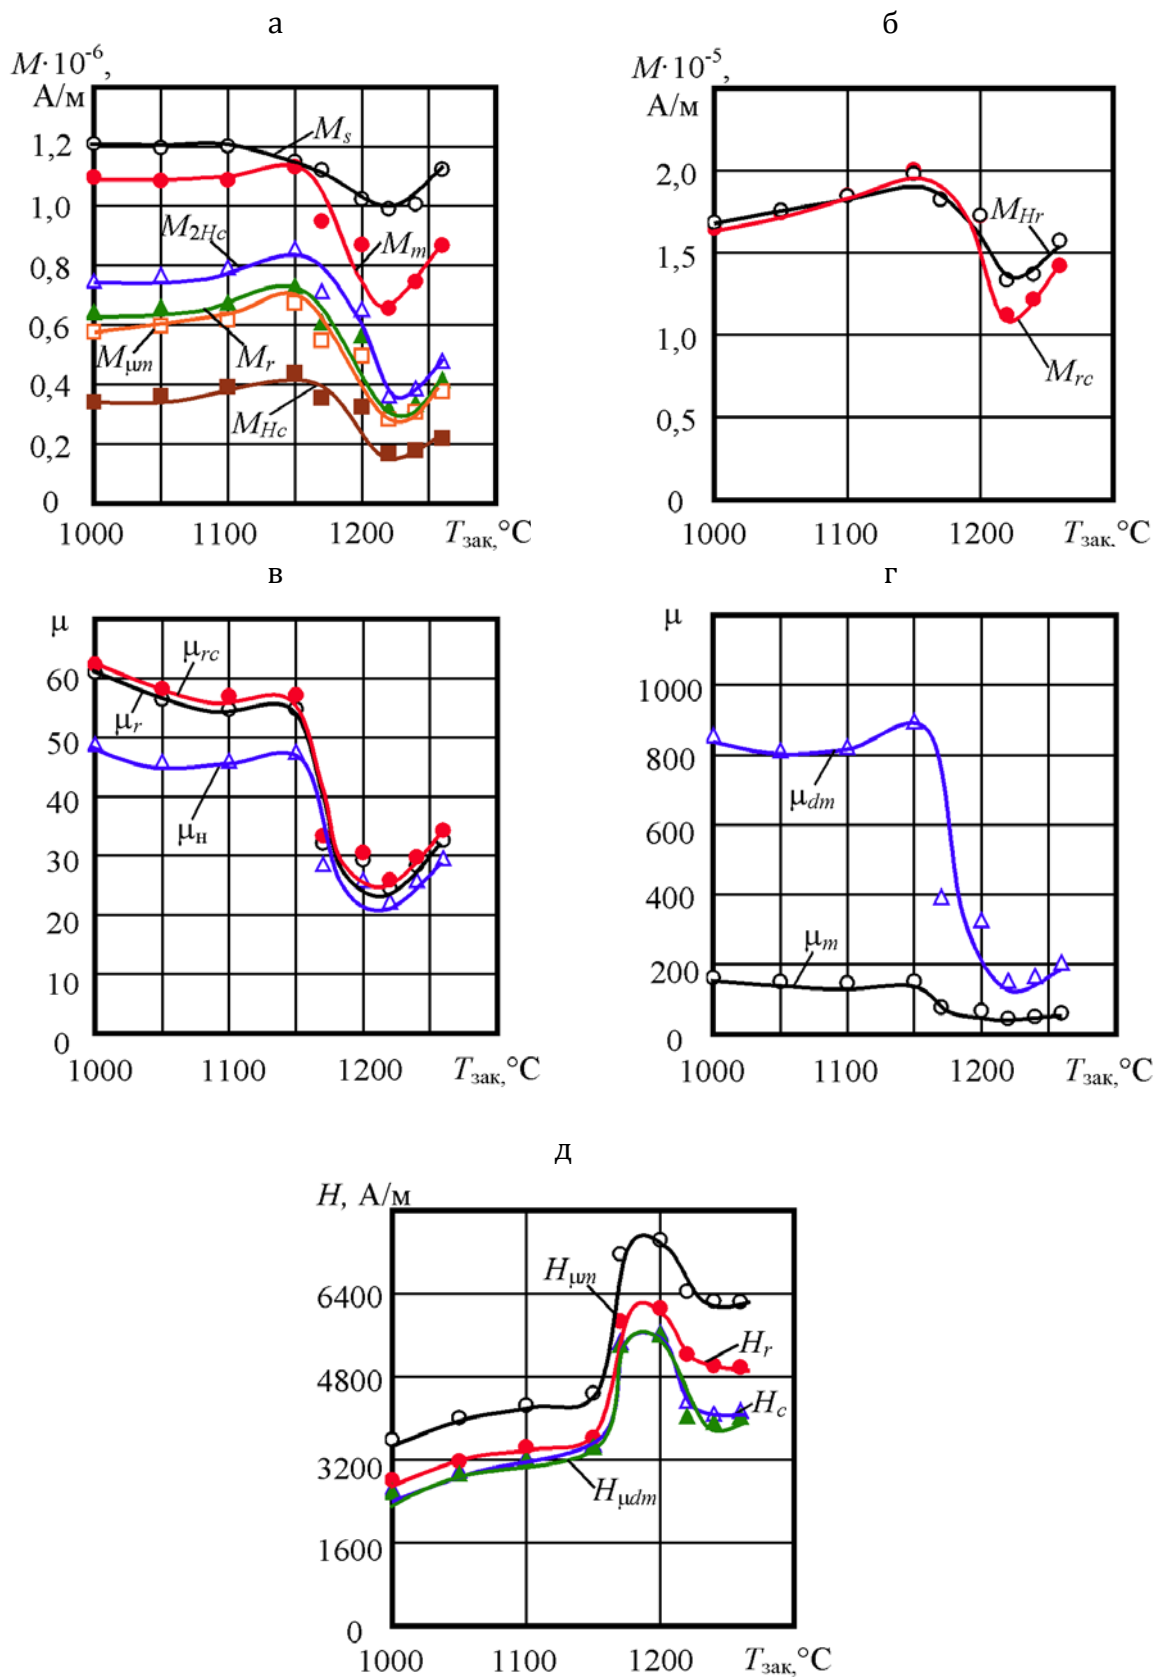 а
M·10⁻⁶,
А/м
1,2
1,0
0,8
0,6
0,4
0,2
0
Mₛ
M₂Hc
Mₘ
Mμm
Mᵣ
MHc
1000 1100 1200 Tзак,°C
б
M·10⁻⁵,
А/м
2,0
1,5
1,0
0,5
0
MHr
Mrc
1000 1100 1200 Tзак,°C
в
μ
60
50
40
30
20
10
0
μrc
μr
μн
1000 1100 1200 Tзак,°C
г
μ
1000
800
600
400
200
0
μdm
μm
1000 1100 1200 Tзак,°C
д
H, А/м
6400
4800
3200
1600
0
Hμm
Hr
Hc
Hμdm
1000 1100 1200 Tзак,°C